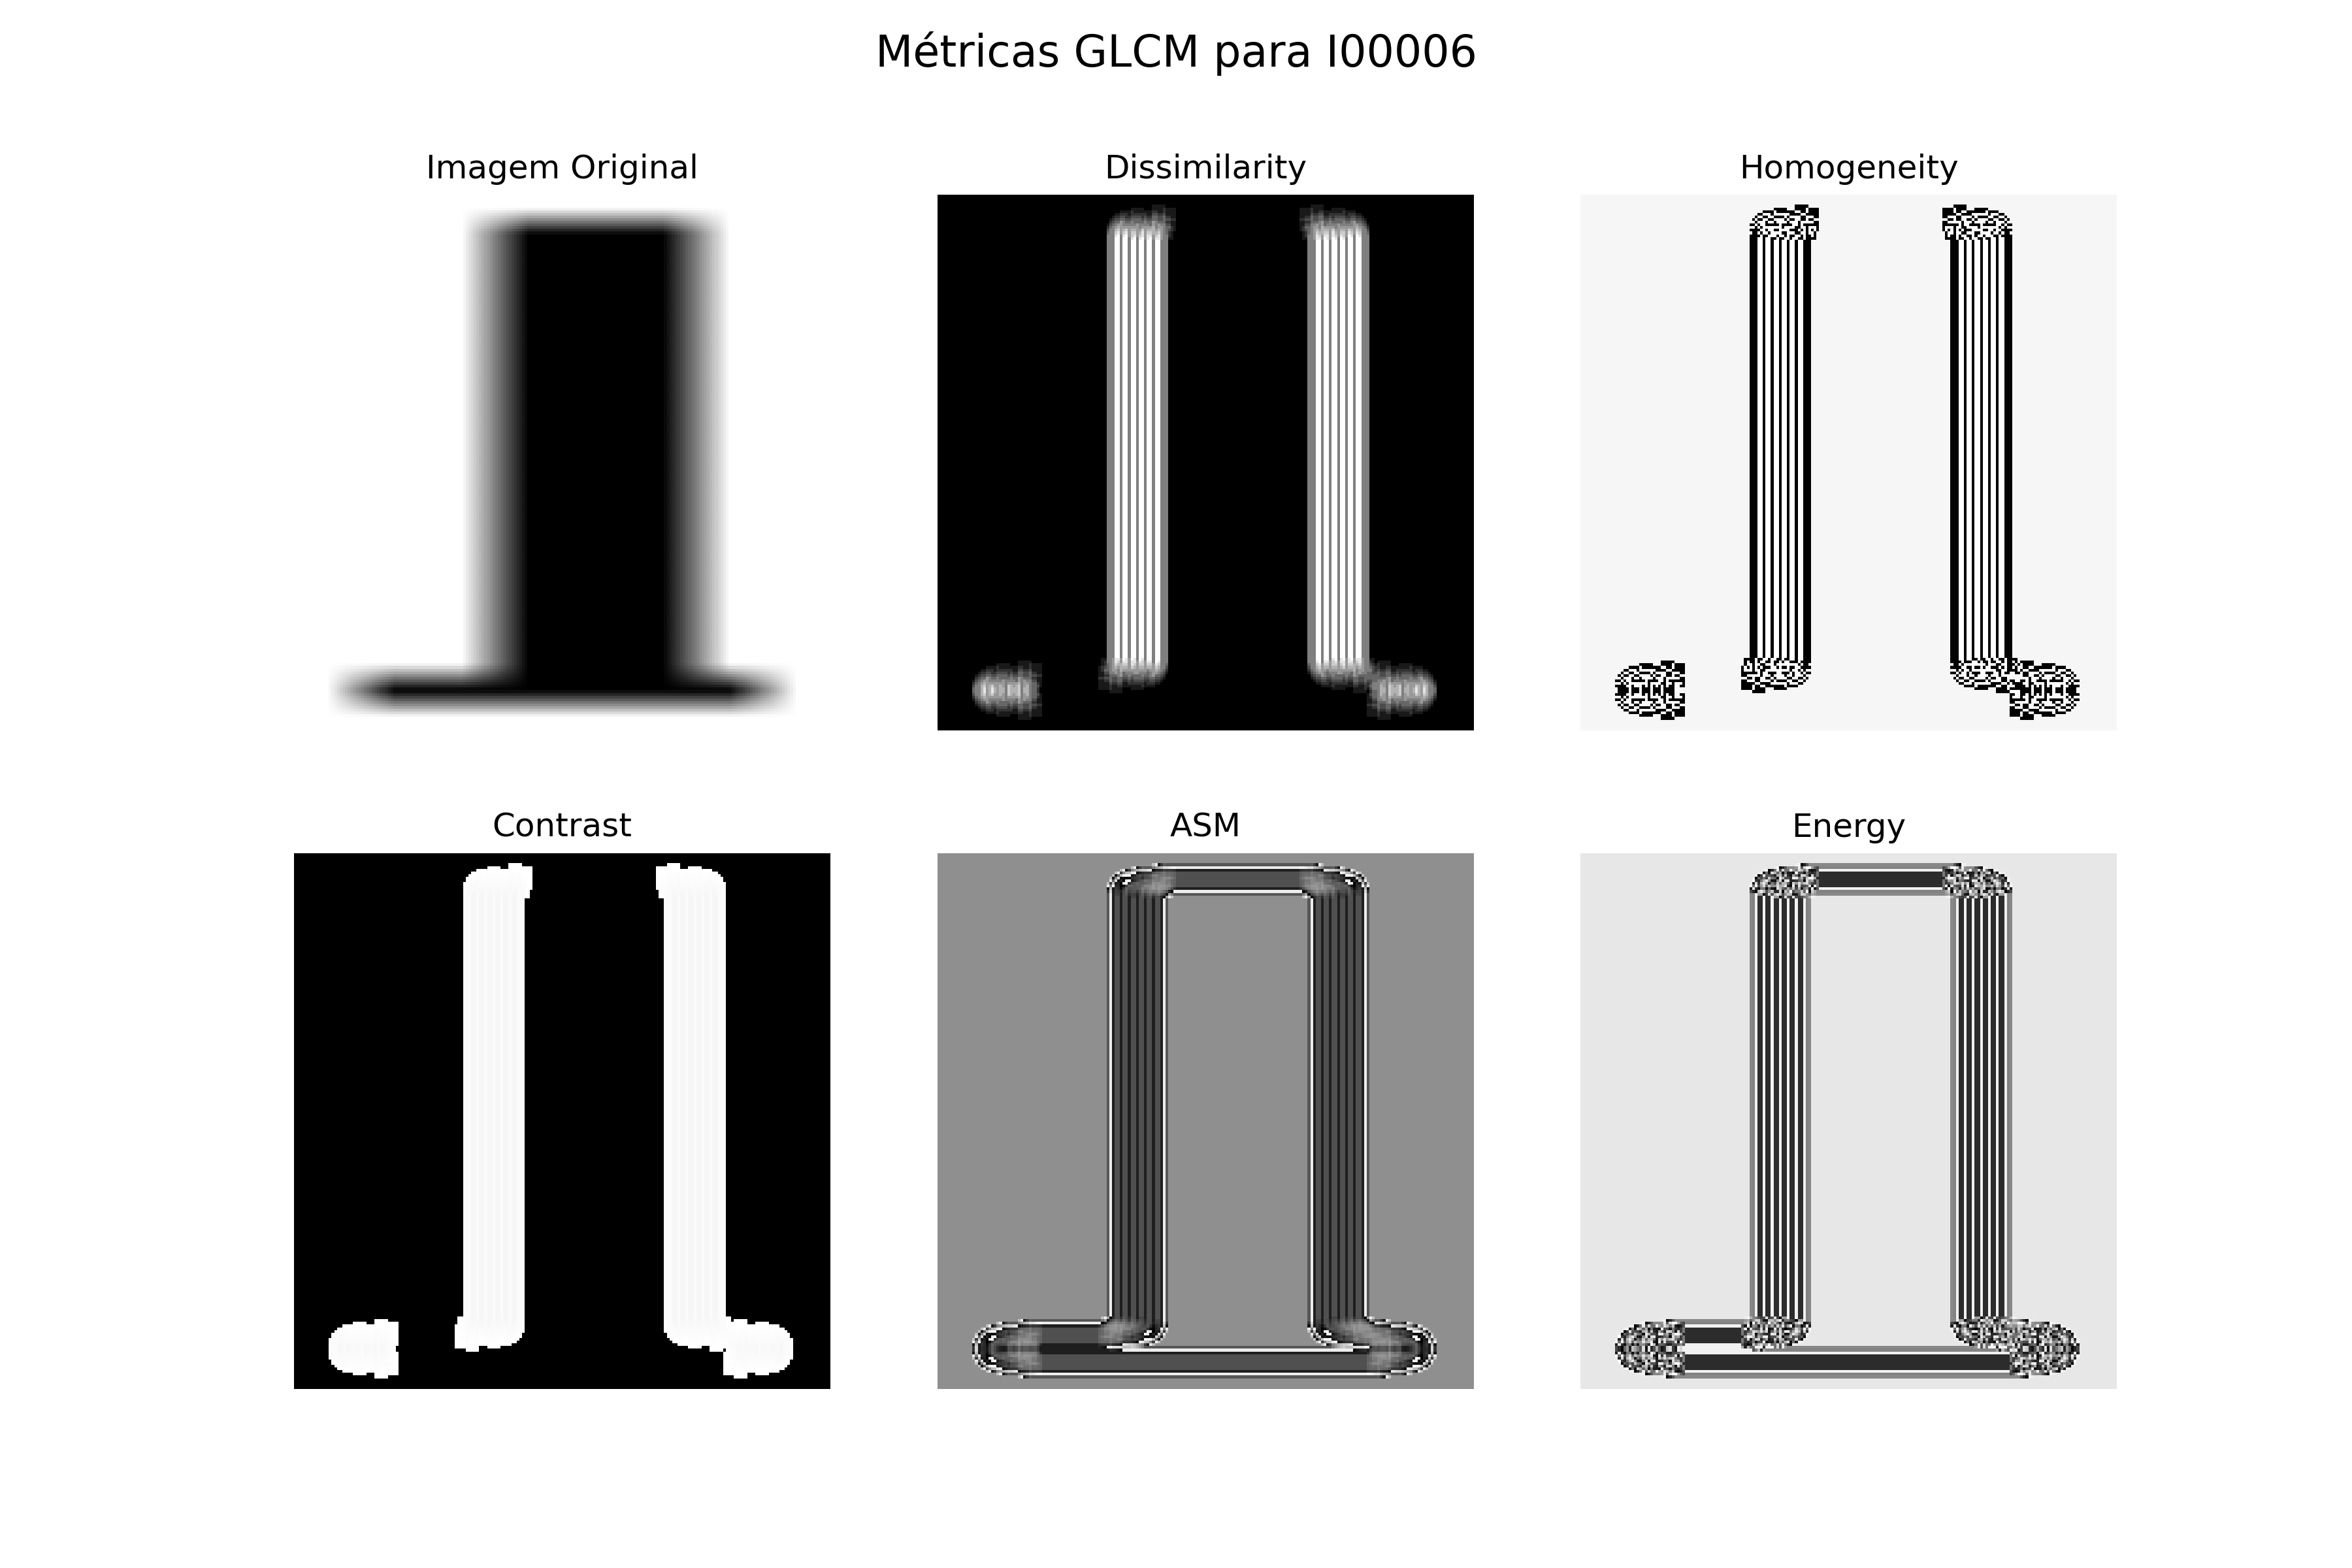 Métricas GLCM para I00006
Imagem Original
Dissimilarity
Homogeneity
Contrast
ASM
Energy